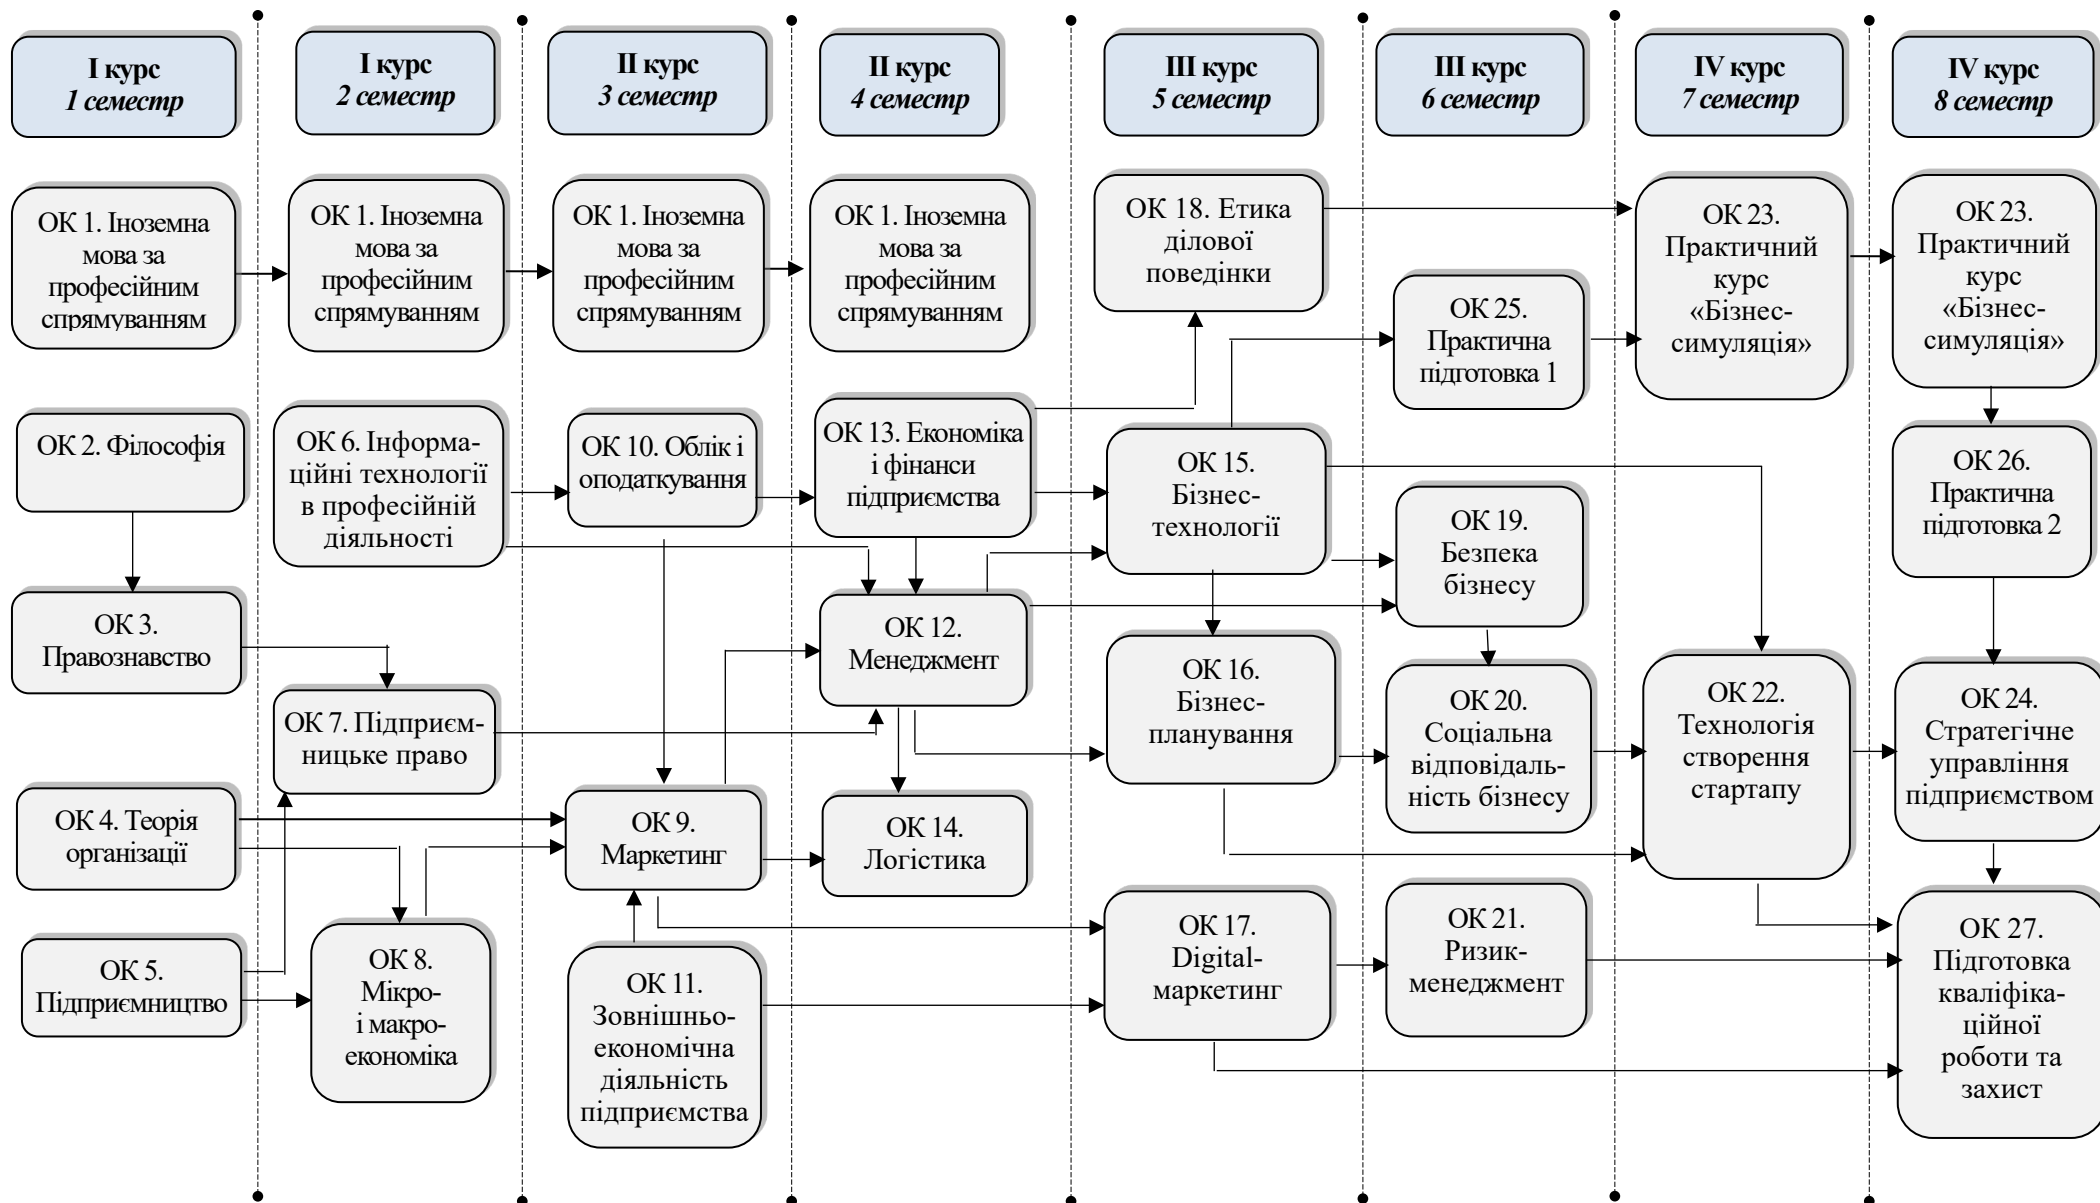 І курс
1 семестр
І курс
2 семестр
ІІ курс
3 семестр
ІІ курс
4 семестр
ІІІ курс
5 семестр
ІІІ курс
6 семестр
IV курс
7 семестр
IV курс
8 семестр
ОК 1. Іноземна
мова за
професійним
спрямуванням
ОК 2. Філософія
ОК 3.
Правознавство
ОК 4. Теорія
організації
ОК 5.
Підприємництво
ОК 1. Іноземна
мова за
професійним
спрямуванням
ОК 6. Інформа-
ційні технології
в професійній
діяльності
ОК 7. Підприєм-
ницьке право
ОК 8.
Мікро-
і макро-
економіка
ОК 1. Іноземна
мова за
професійним
спрямуванням
ОК 10. Облік і
оподаткування
ОК 9.
Маркетинг
ОК 11.
Зовнішньо-
економічна
діяльність
підприємства
ОК 1. Іноземна
мова за
професійним
спрямуванням
ОК 13. Економіка
і фінанси
підприємства
ОК 12.
Менеджмент
ОК 14.
Логістика
ОК 18. Етика
ділової
поведінки
ОК 15.
Бізнес-
технології
ОК 16.
Бізнес-
планування
ОК 17.
Digital-
маркетинг
ОК 25.
Практична
підготовка 1
ОК 19.
Безпека
бізнесу
ОК 20.
Соціальна
відповідаль-
ність бізнесу
ОК 21.
Ризик-
менеджмент
ОК 23.
Практичний
курс
«Бізнес-
симуляція»
ОК 22.
Технологія
створення
стартапу
ОК 23.
Практичний
курс
«Бізнес-
симуляція»
ОК 26.
Практична
підготовка 2
ОК 24.
Стратегічне
управління
підприємством
ОК 27.
Підготовка
кваліфіка-
ційної
роботи та
захист